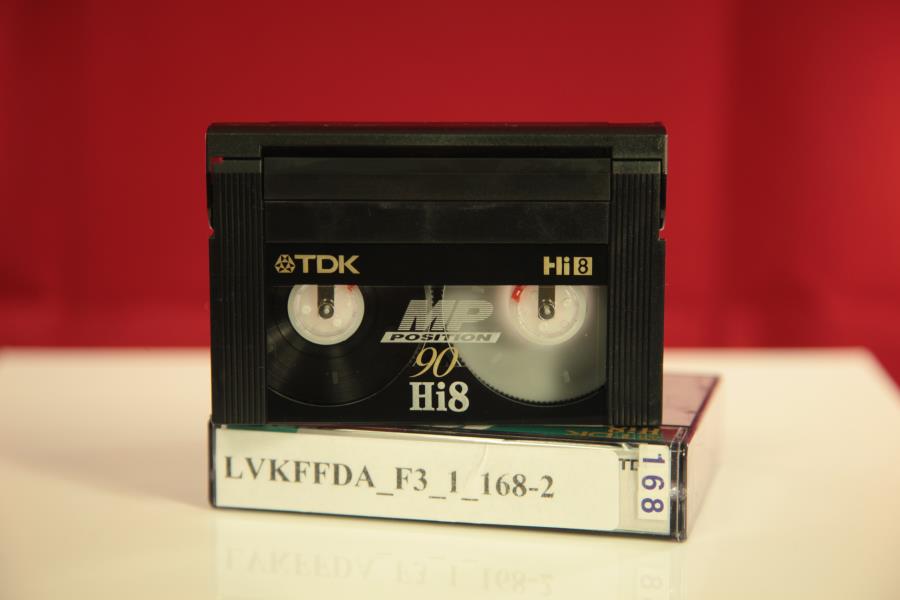 TDK Hi8
MP
POSITION
90
Hi8
LVKFFDA_F3_1_168-2
168